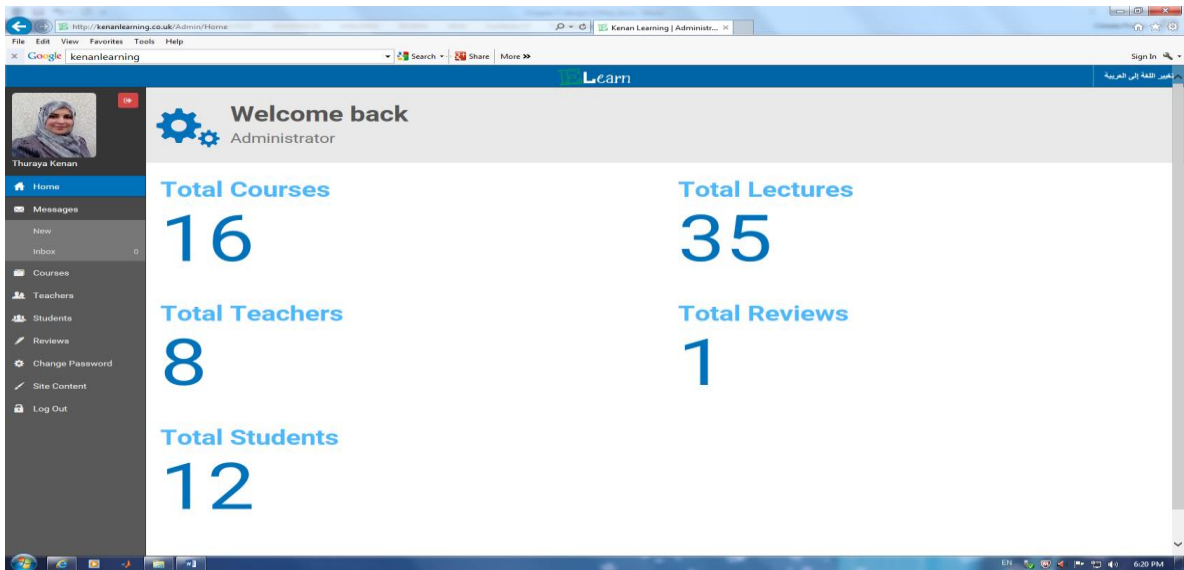 http://kenanlearning.co.uk/Admin/Home
Kenan Learning | Administr...
File Edit View Favorites Tools Help
Google kenanlearning Search Share More »
Sign In
Learn
تغيير اللغة إلى العربية
Thuraya Kenan
Welcome back
Administrator
Home
Messages
New
Inbox 0
Courses
Teachers
Students
Reviews
Change Password
Site Content
Log Out
Total Courses
16
Total Lectures
35
Total Teachers
8
Total Reviews
1
Total Students
12
EN 6:20 PM